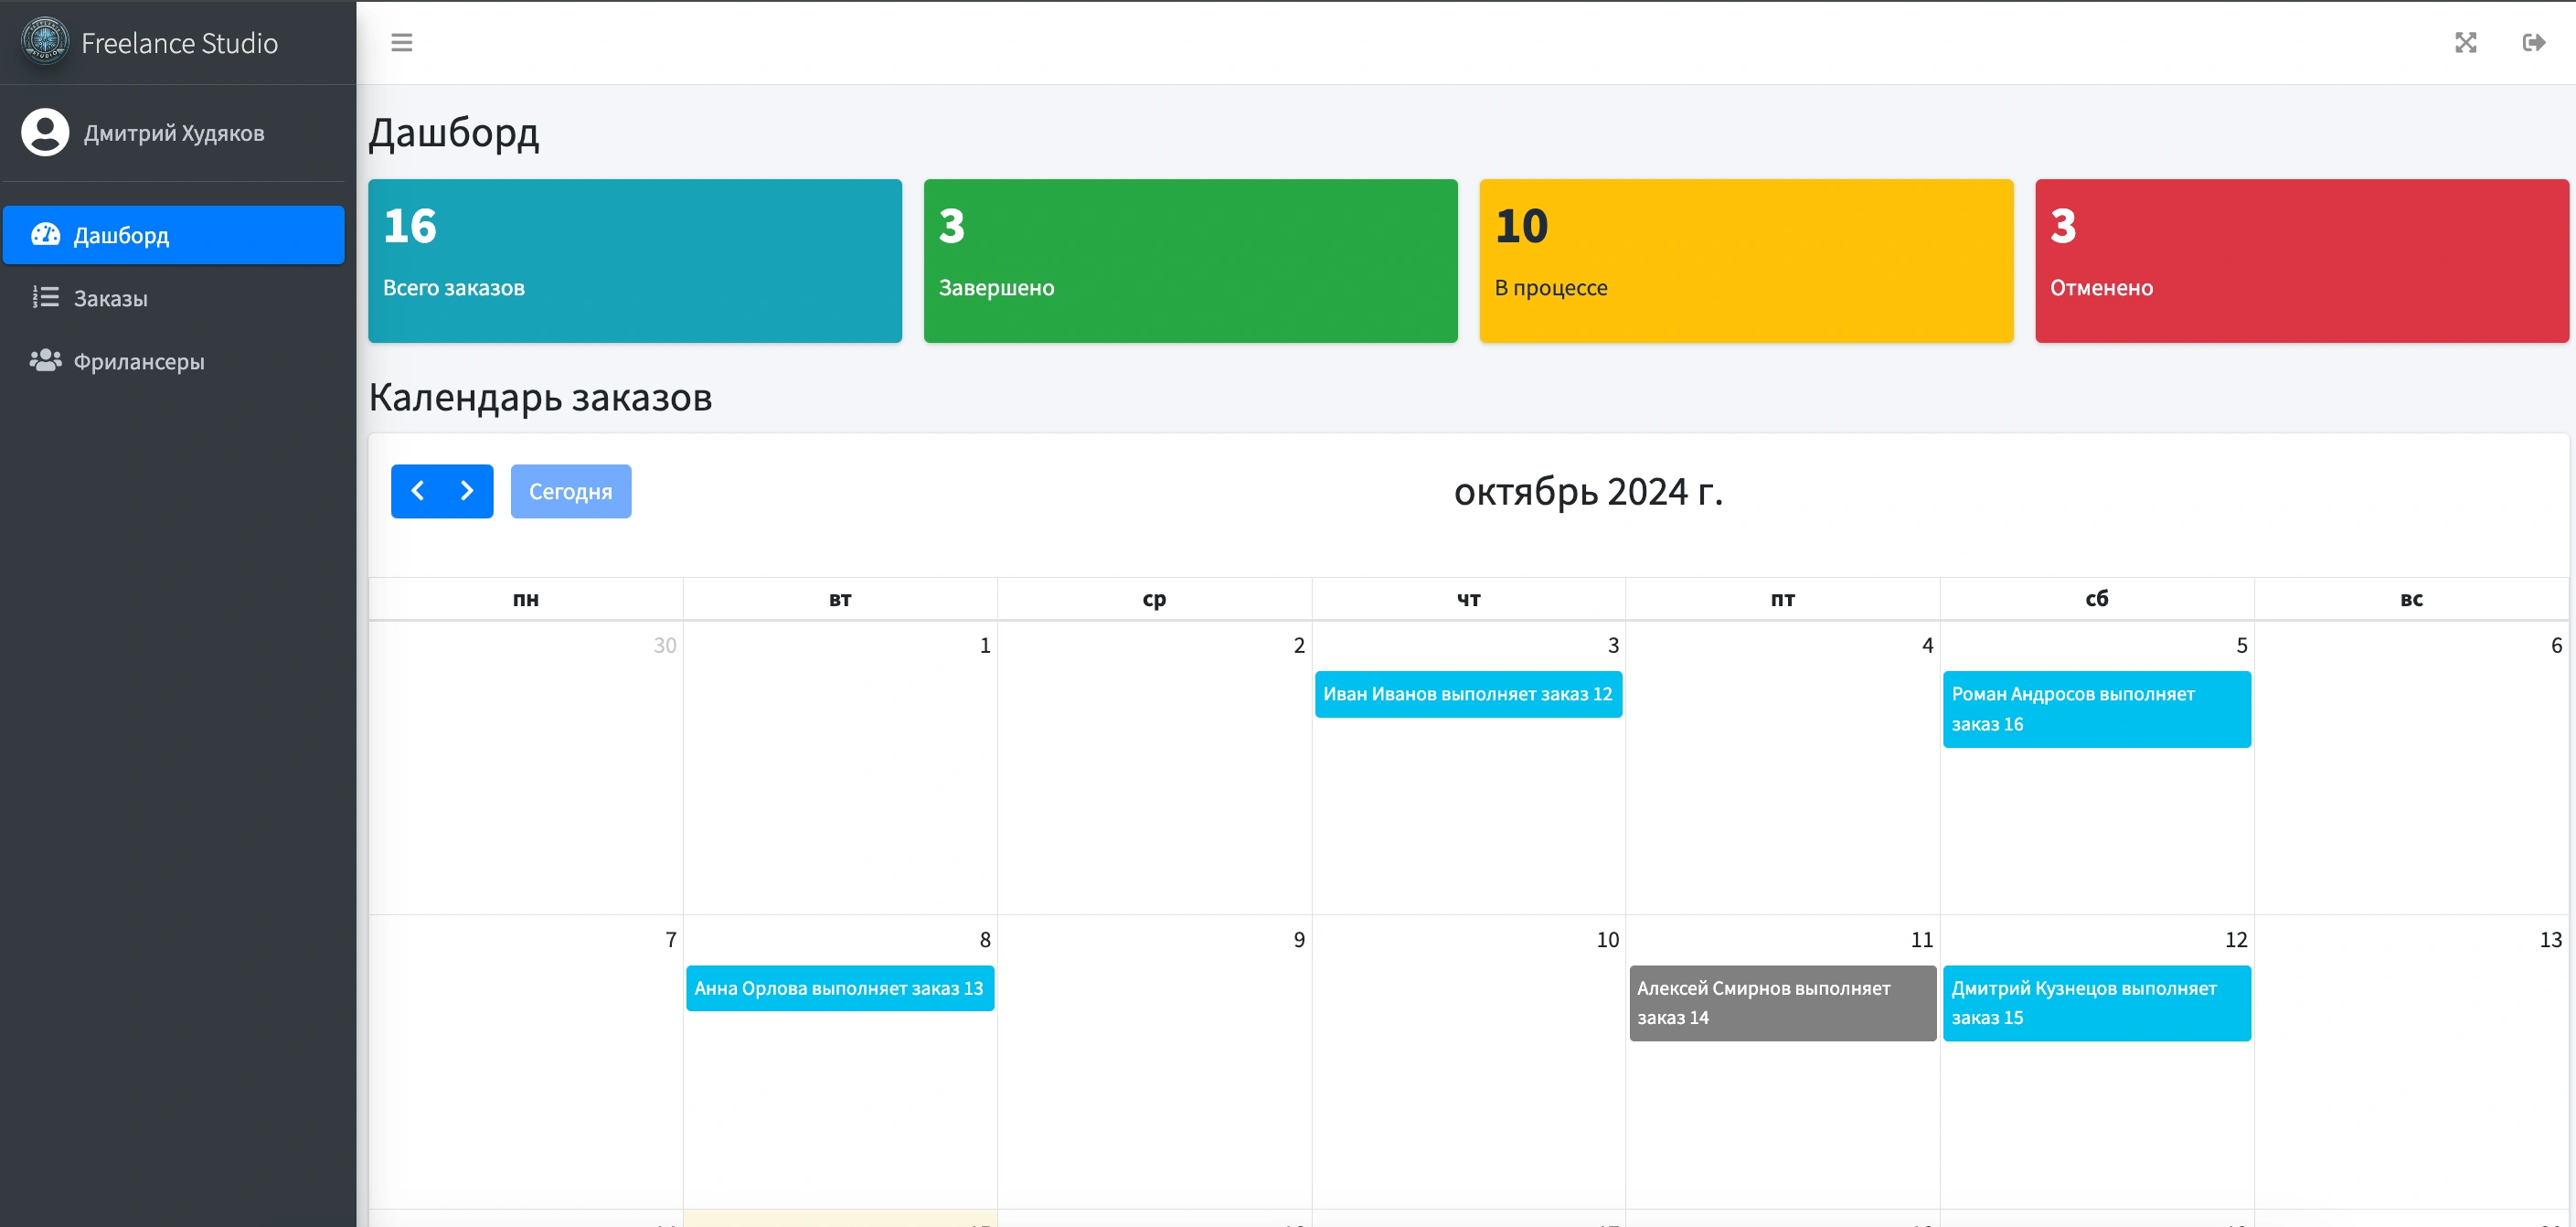 Freelance Studio
Дмитрий Худяков
Дашборд
Заказы
Фрилансеры
Дашборд
16
Всего заказов
3
Завершено
10
В процессе
3
Отменено
Календарь заказов
Сегодня
октябрь 2024 г.
пн вт ср чт пт сб вс
30 1 2 3 4 5 6
Иван Иванов выполняет заказ 12
Роман Андросов выполняет
заказ 16
7 8 9 10 11 12 13
Анна Орлова выполняет заказ 13
Алексей Смирнов выполняет
заказ 14
Дмитрий Кузнецов выполняет
заказ 15